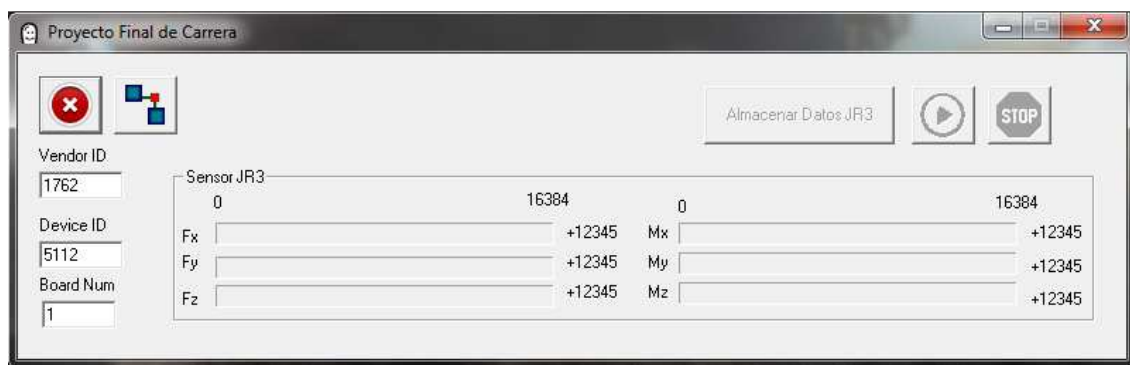 Proyecto Final de Carrera
Almacenar Datos JR3
STOP
Vendor ID
1762
Device ID
5112
Board Num
1
Sensor JR3
0 16384 0 16384
Fx +12345 Mx +12345
Fy +12345 My +12345
Fz +12345 Mz +12345